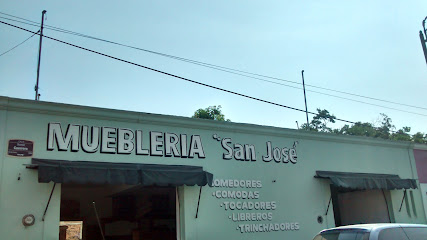 MUEBLERIA "San José"
COMEDORES
-COMODAS
-TOCADORES
-LIBREROS
-TRINCHADORES